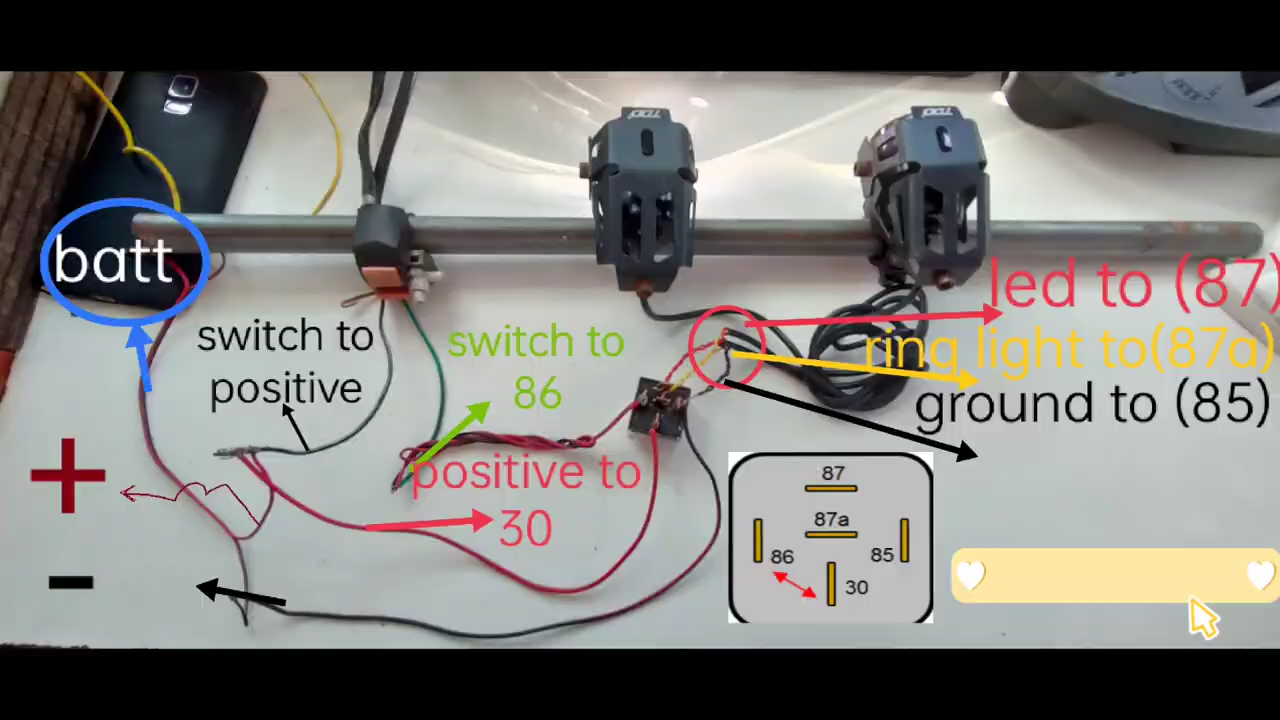 batt
switch to
positive
switch to
86
positive to
30
led to (87)
ring light to(87a)
ground to (85)
+
-
87
87a
86
85
30